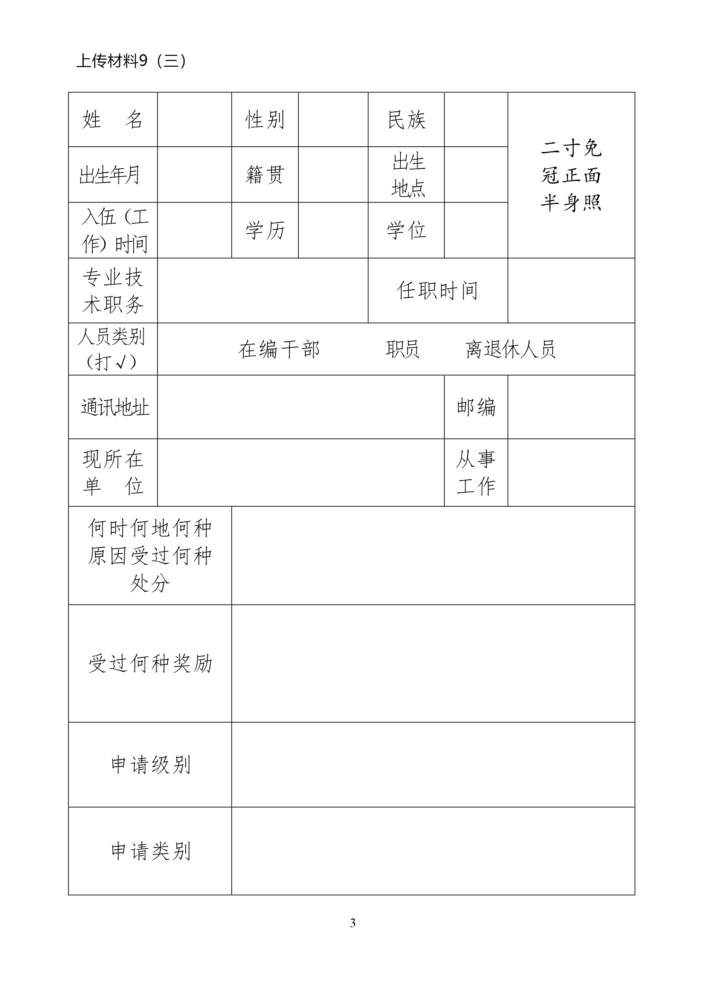 上传材料9（三）
姓　名
性别
民族
二寸免
冠正面
半身照
出生年月
籍贯
出生
地点
入伍（工
作）时间
学历
学位
专业技
术职务
任职时间
人员类别
（打√）
在编干部　　　职员　　离退休人员
通讯地址
邮编
现所在
单　位
从事
工作
何时何地何种
原因受过何种
处分
受过何种奖励
申请级别
申请类别
3